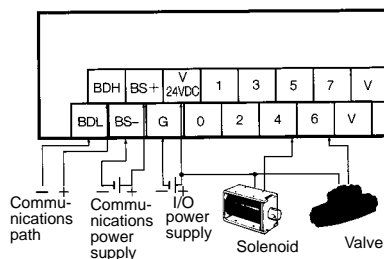 BDH BS+ V 24VDC 1 3 5 7 V
BDL BS– G 0 2 4 6 V
– + – + – +
Commu-
nications
path
Commu-
nications
power
supply
I/O
power
supply
Solenoid
Valve